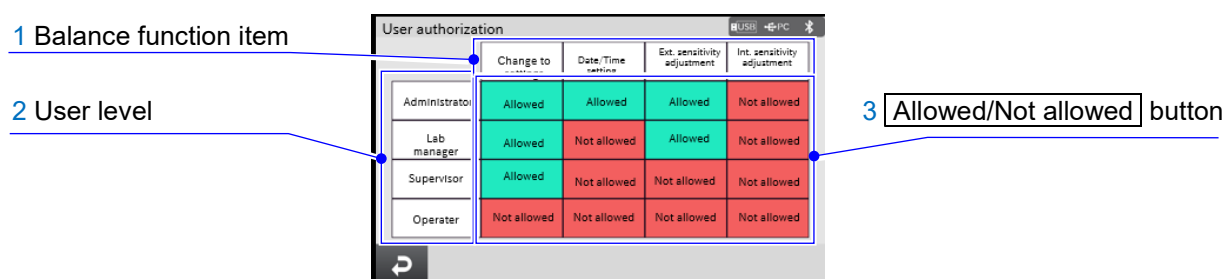 1 Balance function item
2 User level
3 Allowed/Not allowed button
User authorization
USB PC
Change to
Date/Time
Ext. sensitivity
adjustment
Int. sensitivity
adjustment
Administrator Allowed Allowed Allowed Not allowed
Lab
manager
Allowed Not allowed Allowed Not allowed
Supervisor Allowed Not allowed Not allowed Not allowed
Operater Not allowed Not allowed Not allowed Not allowed